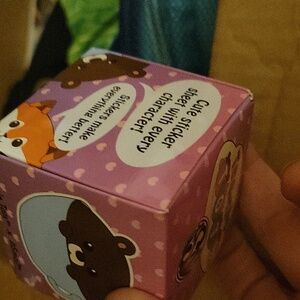 Cute sticker
sheet with every
character!
Stickers make
everything better!